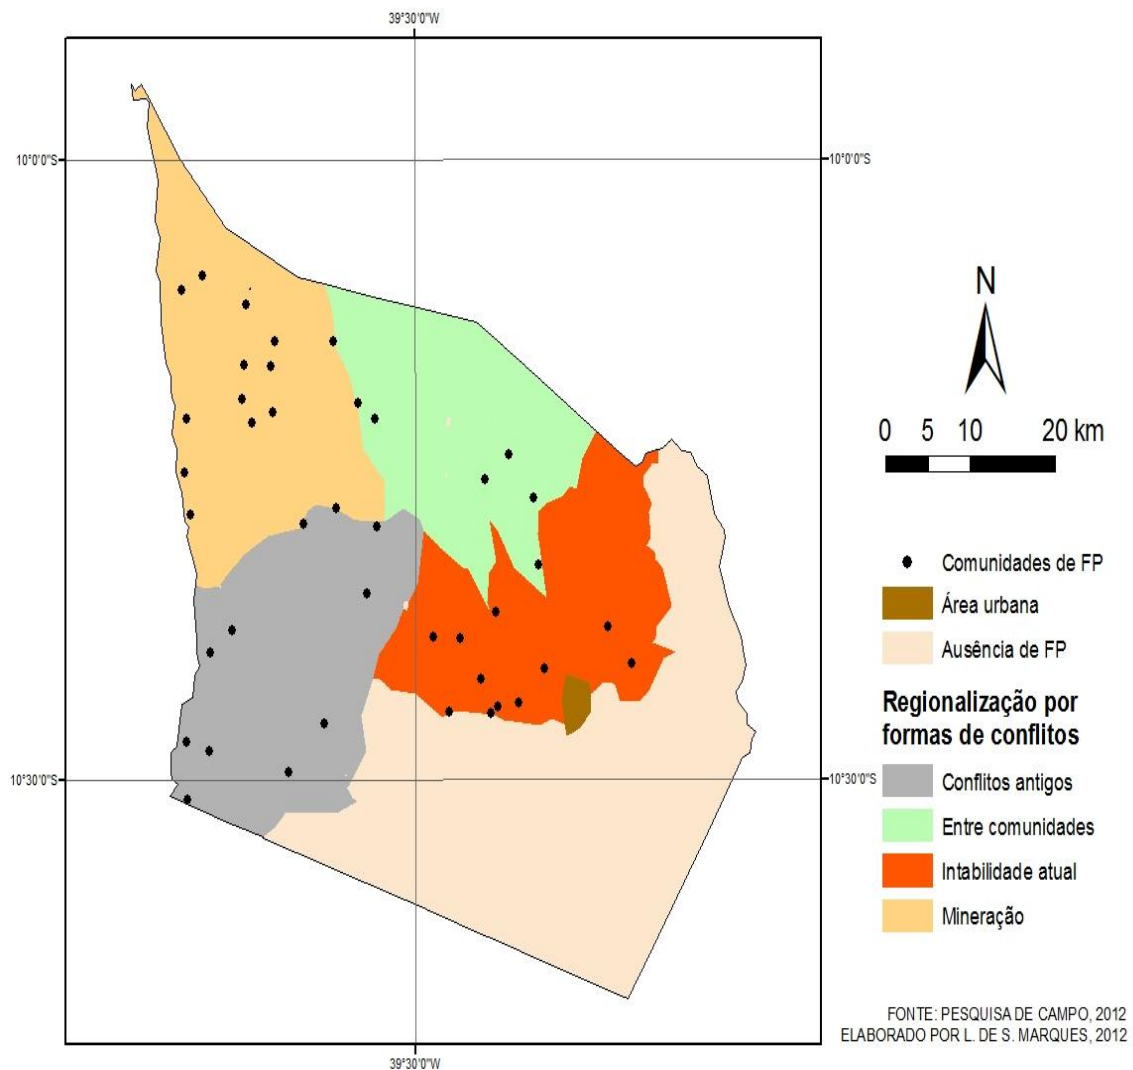 39°30'0"W
10°0'0"S
10°0'0"S
N
0 5 10 20 km
Comunidades de FP
Área urbana
Ausência de FP
Regionalização por
formas de conflitos
10°30'0"S
10°30'0"S
Conflitos antigos
Entre comunidades
Intabilidade atual
Mineração
FONTE: PESQUISA DE CAMPO, 2012
ELABORADO POR L. DE S. MARQUES, 2012
39°30'0"W